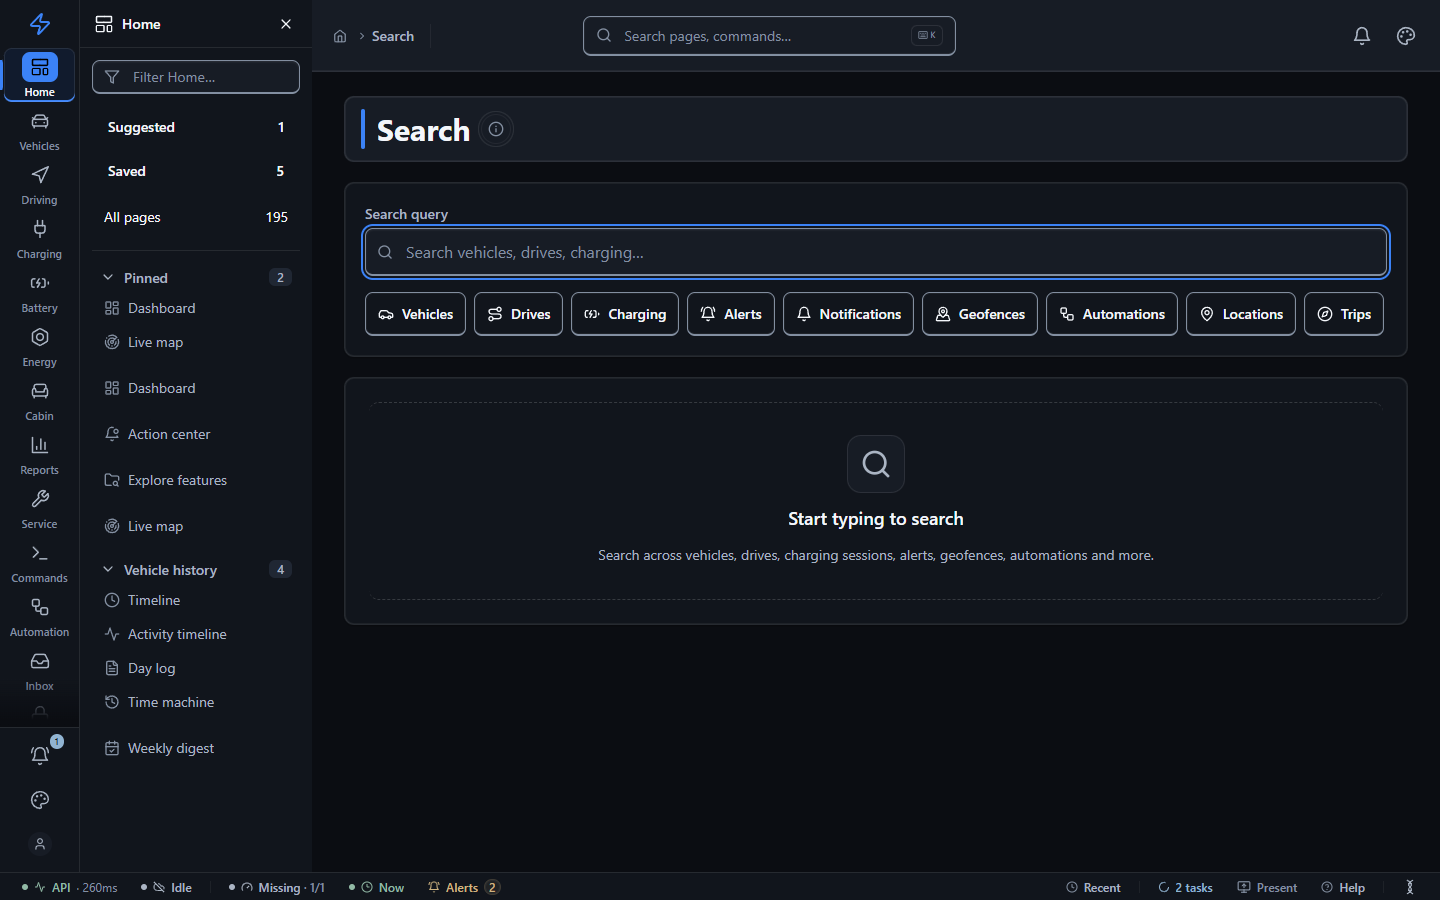 Home
Vehicles
Driving
Charging
Battery
Energy
Cabin
Reports
Service
Commands
Automation
Inbox
1
Home
Filter Home...
Suggested 1
Saved 5
All pages 195
Pinned 2
Dashboard
Live map
Dashboard
Action center
Explore features
Live map
Vehicle history 4
Timeline
Activity timeline
Day log
Time machine
Weekly digest
Search
Search pages, commands... K
Search
Search query
Search vehicles, drives, charging...
Vehicles Drives Charging Alerts Notifications Geofences Automations Locations Trips
Start typing to search
Search across vehicles, drives, charging sessions, alerts, geofences, automations and more.
API · 260ms Idle Missing · 1/1 Now Alerts 2 Recent 2 tasks Present Help